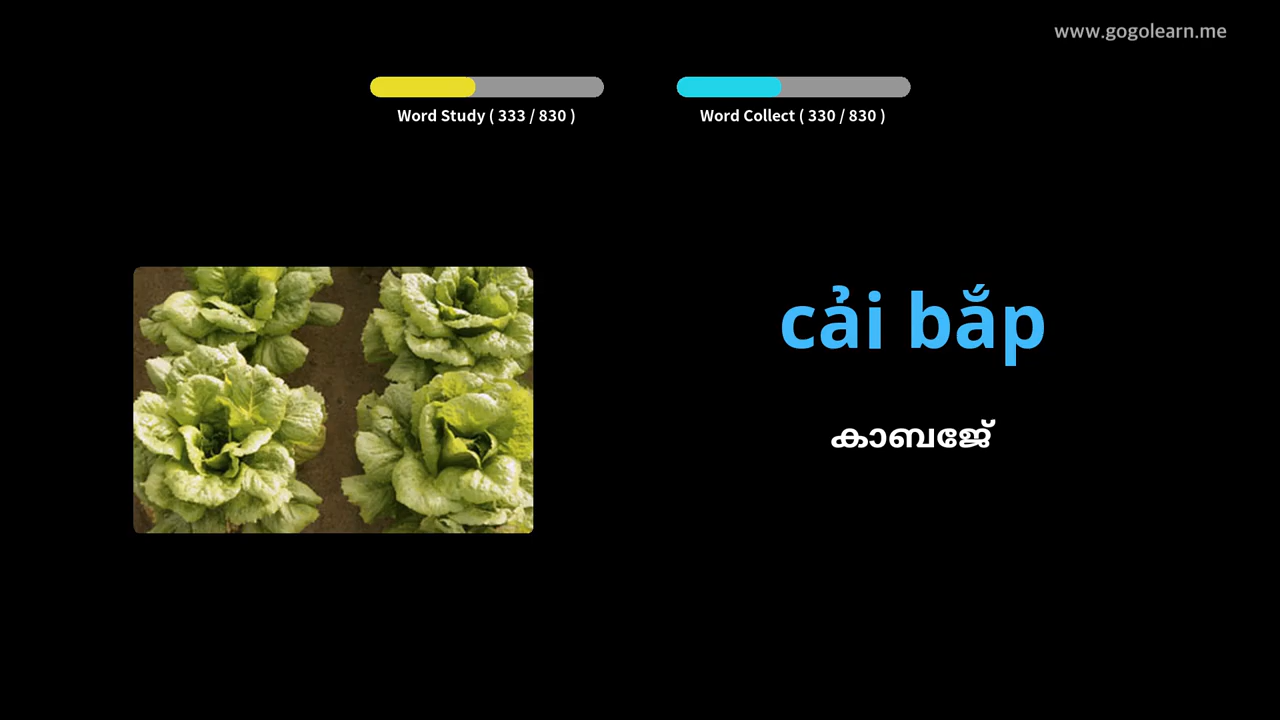 www.gogolearn.me
Word Study ( 333 / 830 )
Word Collect ( 330 / 830 )
cải bắp
കാബജേ്